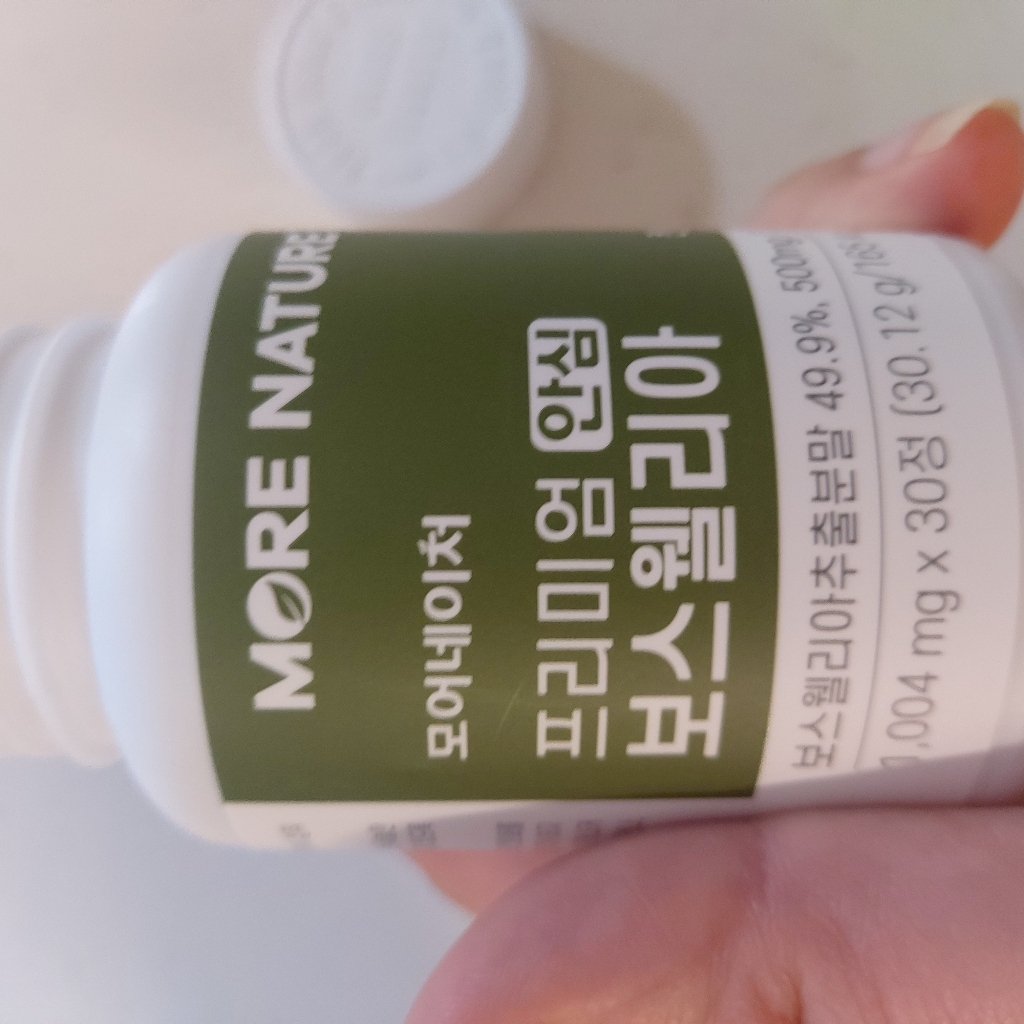 MORE NATURE
모어네이처
프리미엄 안심
보스웰리아
보스웰리아추출분말 49.9%, 500mg
1,004 mg x 30정 (30.12 g/